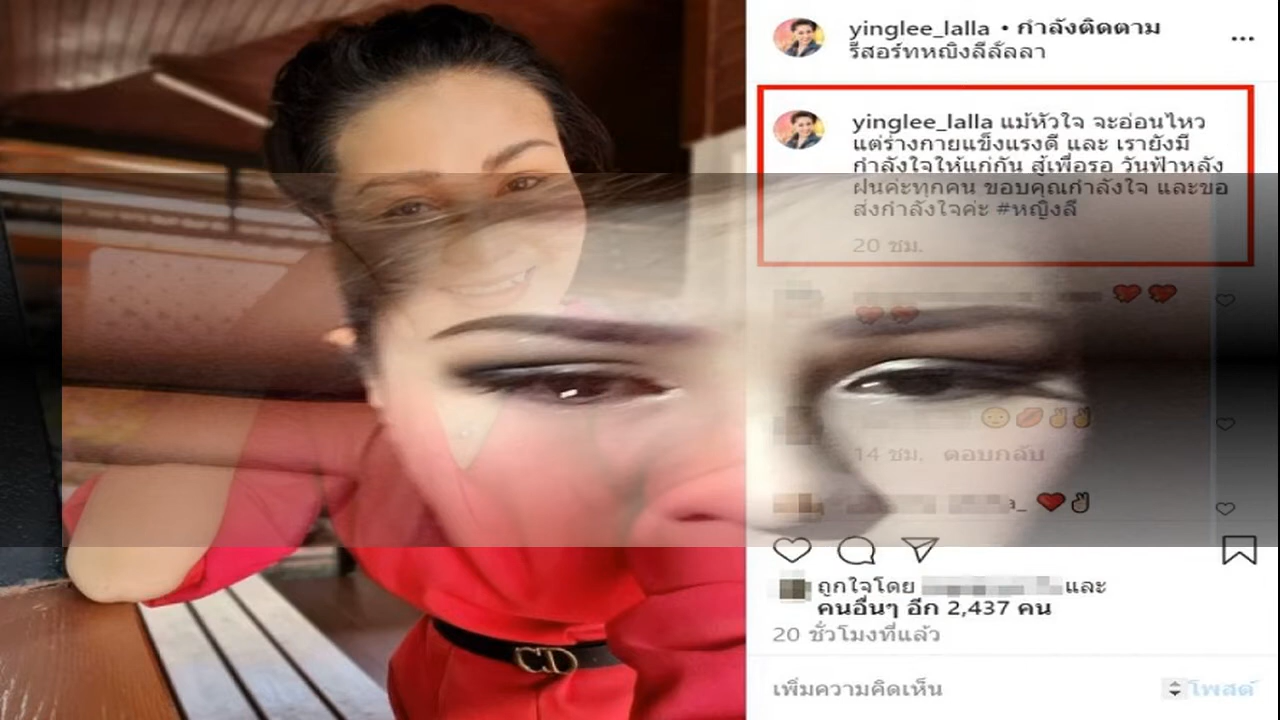 yinglee_lalla • กำลังติดตาม
รีสอร์ทหญิงลีลัลลา
yinglee_lalla แม้หัวใจ จะอ่อนไหว
แต่ร่างกายแข็งแรงดี และ เรายังมี
กำลังใจให้แก่กัน สู้เพื่อรอ วันฟ้าหลัง
ฝนค่ะทุกคน ขอบคุณกำลังใจ และขอ
ส่งกำลังใจค่ะ #หญิงลี
20 ชม.
14 ชม. ตอบกลับ
ถูกใจโดย และ
คนอื่นๆ อีก 2,437 คน
20 ชั่วโมงที่แล้ว
เพิ่มความคิดเห็น โพสต์
CD